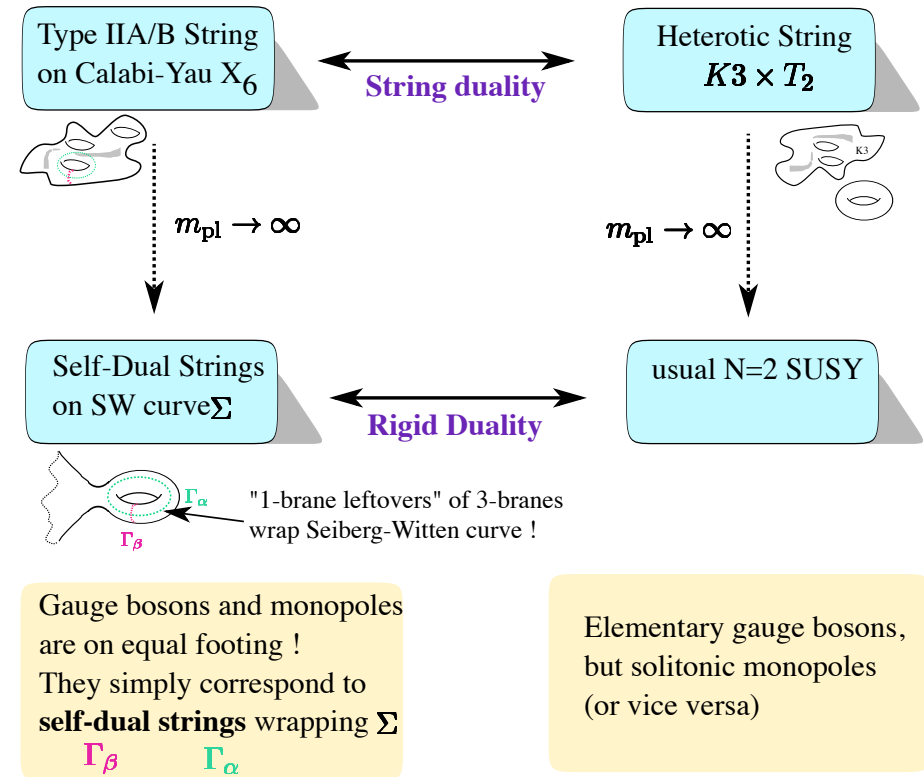 Type IIA/B String
on Calabi-Yau X6
String duality
Heterotic String
K3 × T2
K3
mpl → ∞
mpl → ∞
Self-Dual Strings
on SW curveΣ
Rigid Duality
usual N=2 SUSY
Γα
Γβ
"1-brane leftovers" of 3-branes
wrap Seiberg-Witten curve !
Gauge bosons and monopoles
are on equal footing !
They simply correspond to
self-dual strings wrapping Σ
Γβ Γα
Elementary gauge bosons,
but solitonic monopoles
(or vice versa)